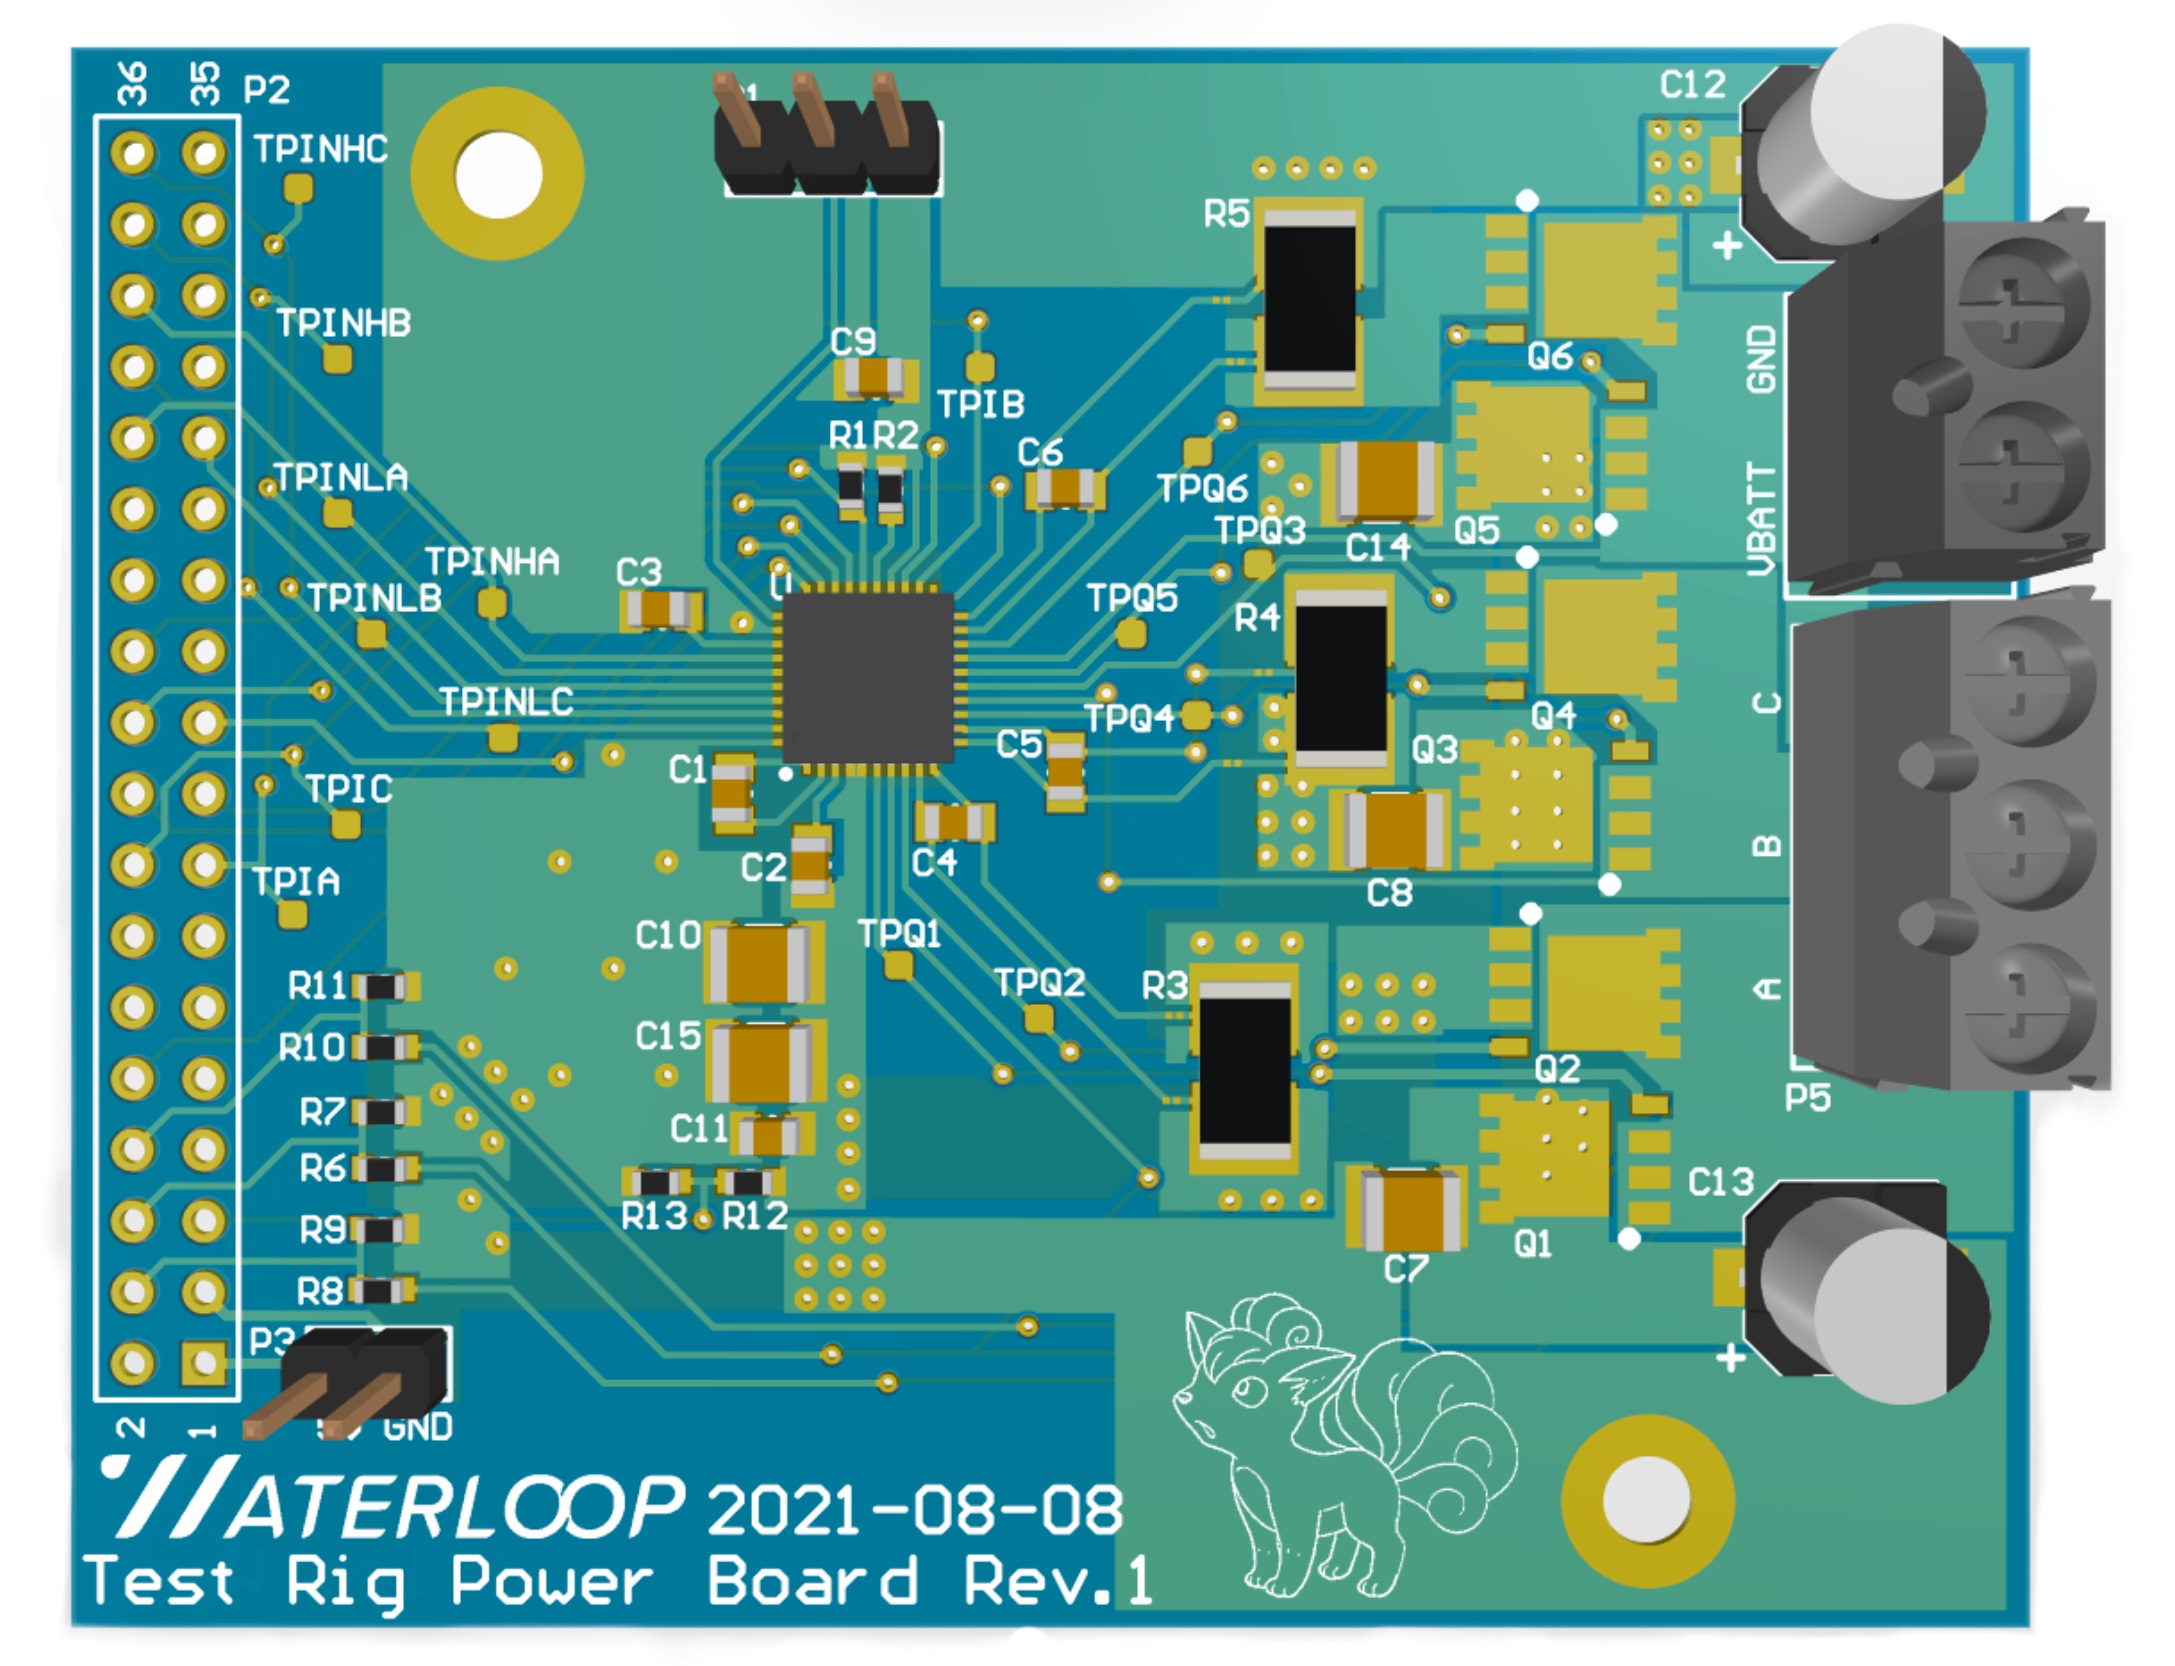 36 35 P2
C12
TPINHC
R5
TPINHB
C9
Q6
GND
TPIB
R1 R2
C6
TPINLA
TPQ6
VBATT
TPQ3
Q5
C14
TPINHA
C3
TPINLB
TPQ5
R4
TPINLC
C
TPQ4
Q4
C5
Q3
C1
TPIC
B
C2
C4
C8
TPIA
C10
TPQ1
R11
TPQ2
R3
A
C15
R10
Q2
R7
C11
P5
R6
C13
R13
R12
R9
Q1
C7
R8
P3
+
+
2 1
GND
WATERLOOP 2021-08-08
Test Rig Power Board Rev.1